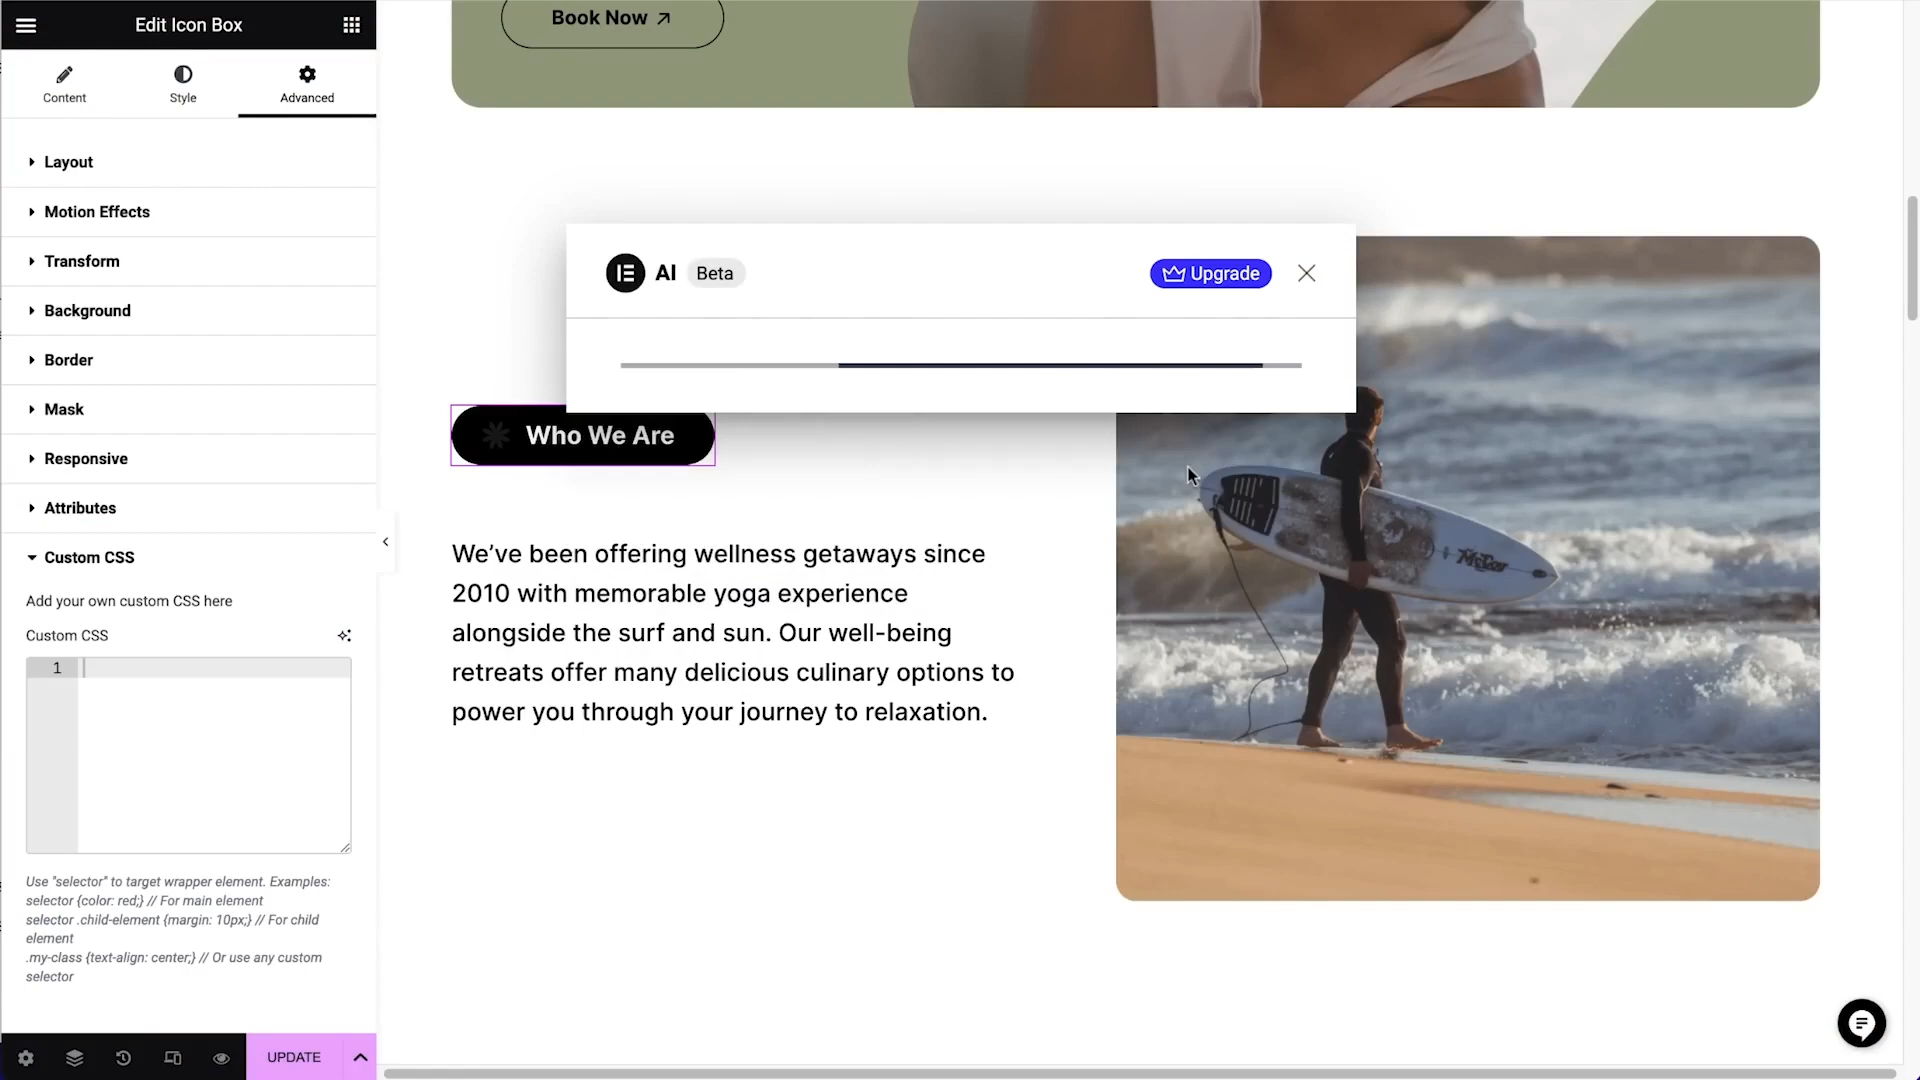 Edit Icon Box
Content
Style
Advanced
Layout
Motion Effects
Transform
Background
Border
Mask
Responsive
Attributes
Custom CSS
Add your own custom CSS here
Custom CSS
1
Use "selector" to target wrapper element. Examples:
selector {color: red;} // For main element
selector .child-element {margin: 10px;} // For child
element
.my-class {text-align: center;} // Or use any custom
selector
UPDATE
Book Now
AI Beta
Upgrade
Who We Are
We’ve been offering wellness getaways since
2010 with memorable yoga experience
alongside the surf and sun. Our well-being
retreats offer many delicious culinary options to
power you through your journey to relaxation.
McCoy